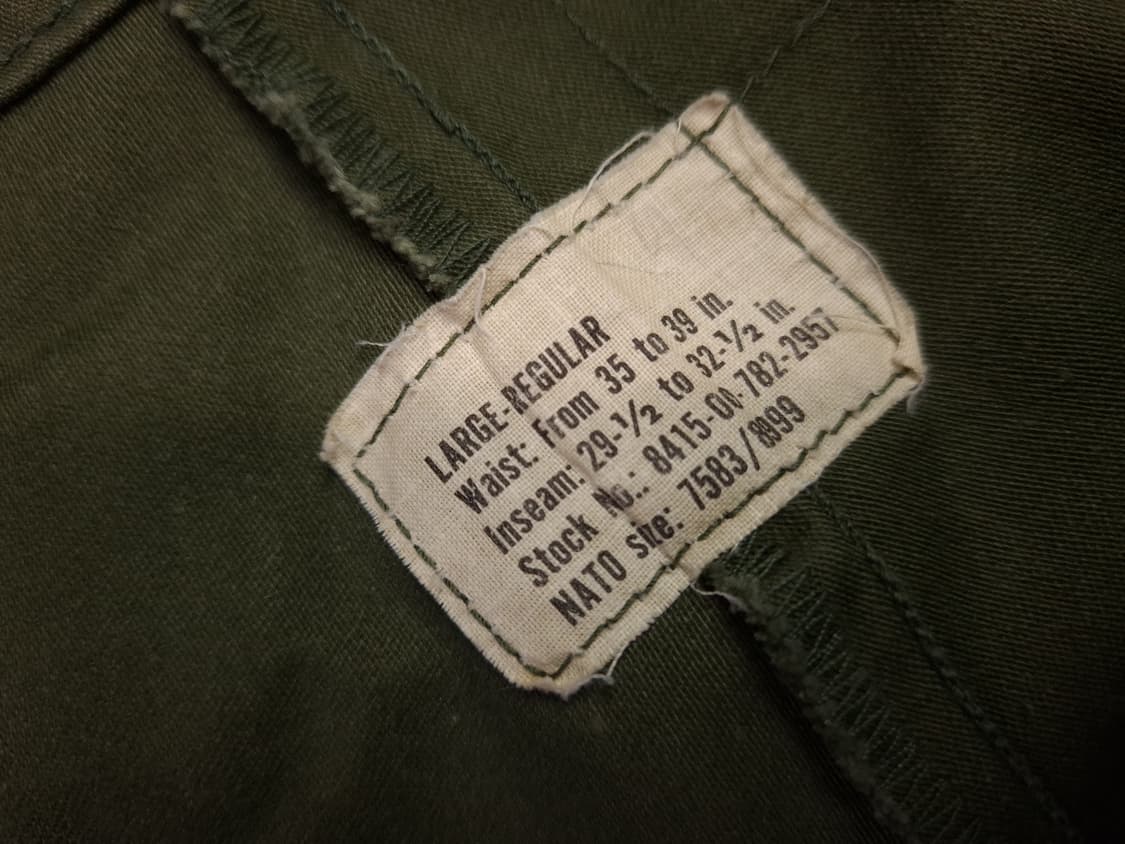 LARGE-REGULAR
Waist: From 35 to 39 in.
Inseam: 29-½ to 32-½ in.
Stock No.: 8415-00-782-2957
NATO size: 7583/8999